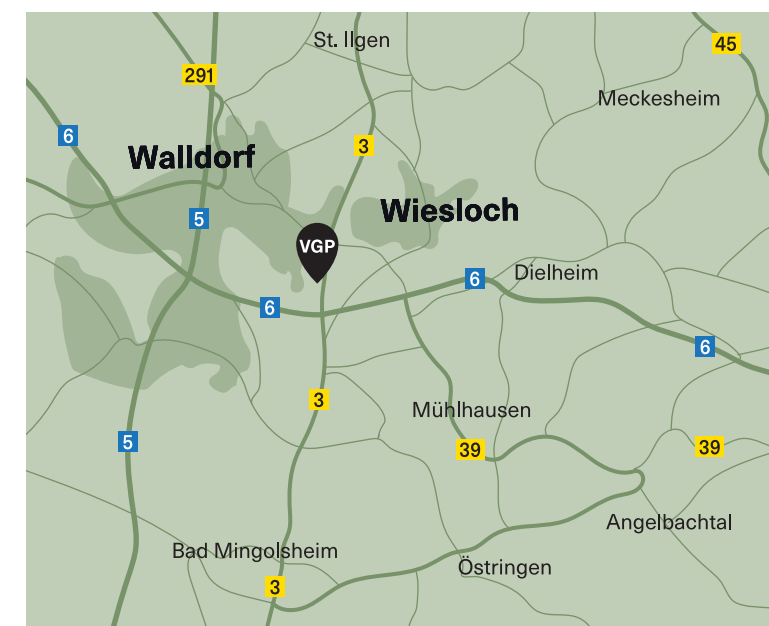 St. Ilgen
45
291
Meckesheim
6
3
Walldorf
Wiesloch
5
VGP
Dielheim
6
6
6
3
Mühlhausen
5
39
39
Angelbachtal
Bad Mingolsheim
Östringen
3